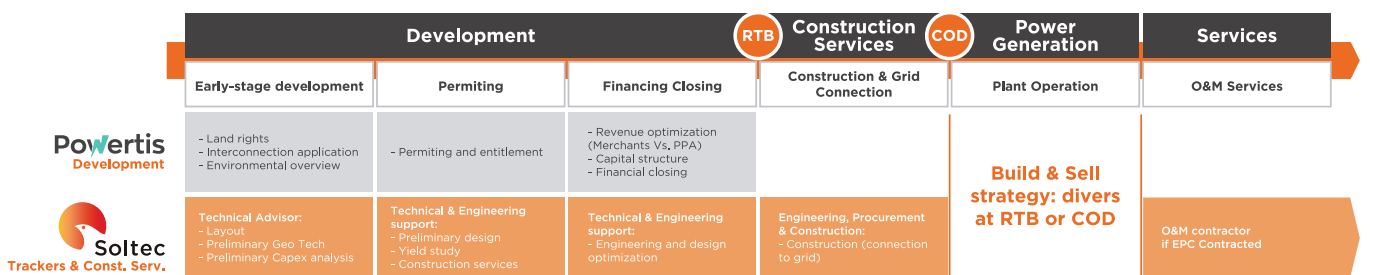 Development
RTB
Construction
Services
COD
Power
Generation
Services
Early-stage development
Permiting
Financing Closing
Construction & Grid
Connection
Plant Operation
O&M Services
Powertis
Development
– Land rights
– Interconnection application
– Environmental overview
– Permiting and entitlement
– Revenue optimization
(Merchants Vs. PPA)
– Capital structure
– Financial closing
Build & Sell
strategy: divers
at RTB or COD
Soltec
Trackers & Const. Serv.
Technical Advisor:
– Layout
– Preliminary Geo Tech
– Preliminary Capex analysis
Technical & Engineering
support:
– Preliminary design
– Yield study
– Construction services
Technical & Engineering
support:
– Engineering and design
optimization
Engineering, Procurement
& Construction:
– Construction (connection
to grid)
O&M contractor
if EPC Contracted